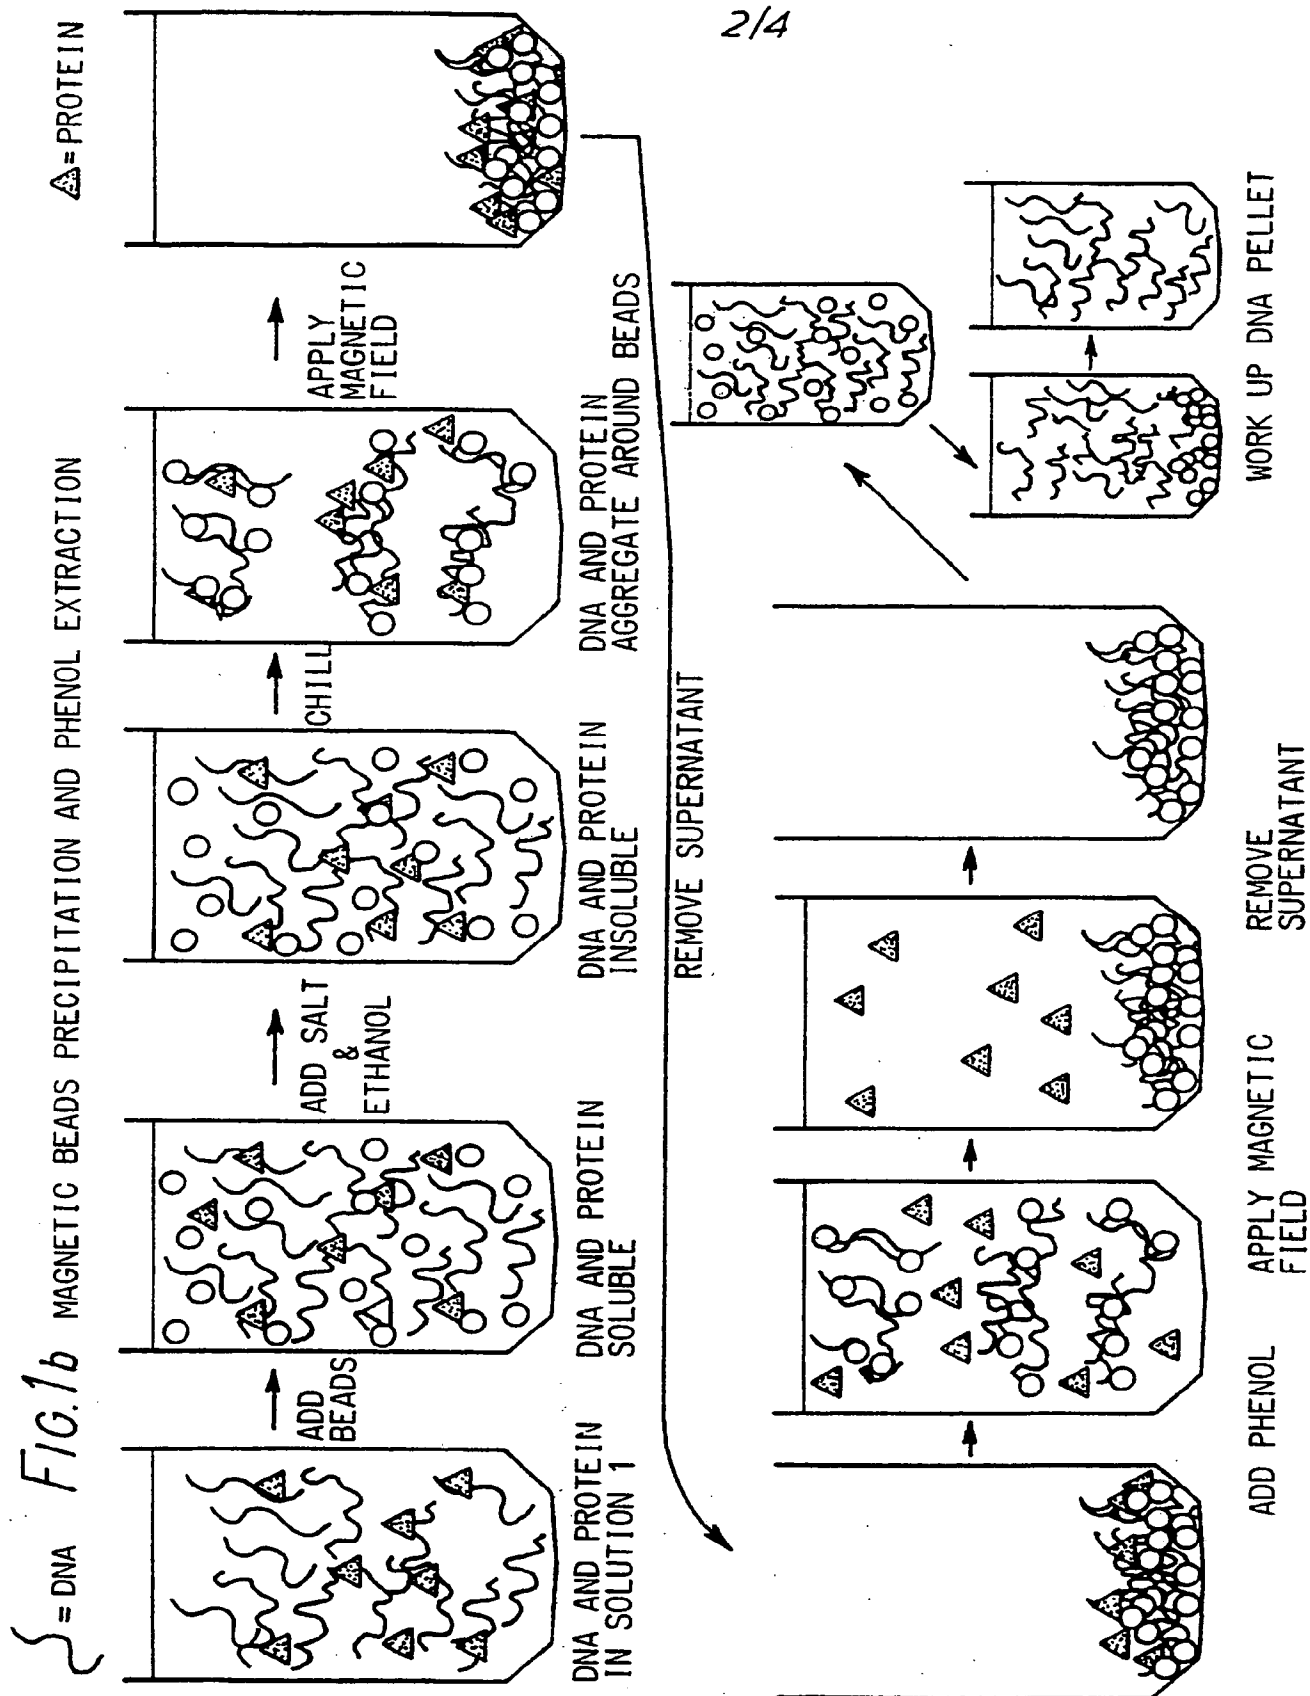 2/4
FIG.1b MAGNETIC BEADS PRECIPITATION AND PHENOL EXTRACTION
= DNA
= PROTEIN
ADD
BEADS
ADD SALT
&
ETHANOL
CHILL
APPLY
MAGNETIC
FIELD
DNA AND PROTEIN
IN SOLUTION 1
DNA AND PROTEIN
SOLUBLE
DNA AND PROTEIN
INSOLUBLE
DNA AND PROTEIN
AGGREGATE AROUND BEADS
REMOVE SUPERNATANT
ADD PHENOL
APPLY MAGNETIC
FIELD
REMOVE
SUPERNATANT
WORK UP DNA PELLET